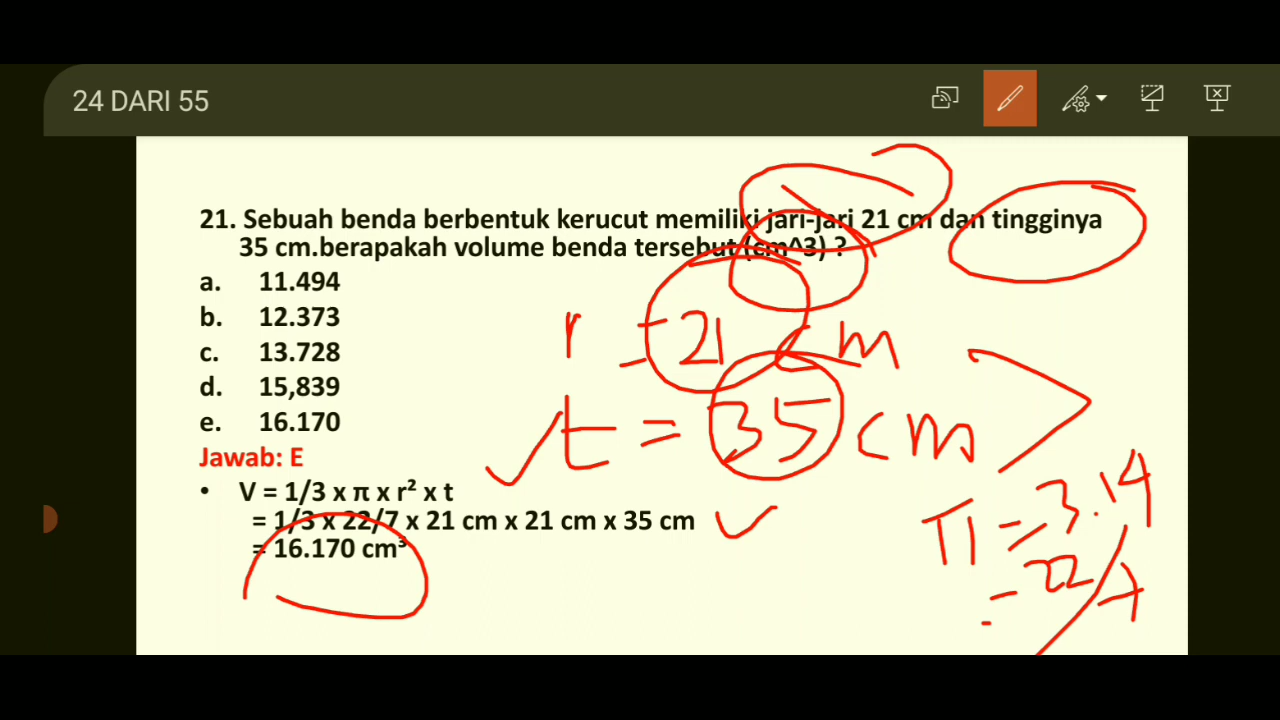 24 DARI 55
21. Sebuah benda berbentuk kerucut memiliki jari-jari 21 cm dan tingginya
35 cm.berapakah volume benda tersebut (cm^3) ?
a. 11.494
b. 12.373
c. 13.728
d. 15,839
e. 16.170
r = 21 cm
t = 35 cm
Jawab: E
• V = 1/3 x π x r² x t
= 1/3 x 22/7 x 21 cm x 21 cm x 35 cm
= 16.170 cm³
π = 3.14
= 22/7